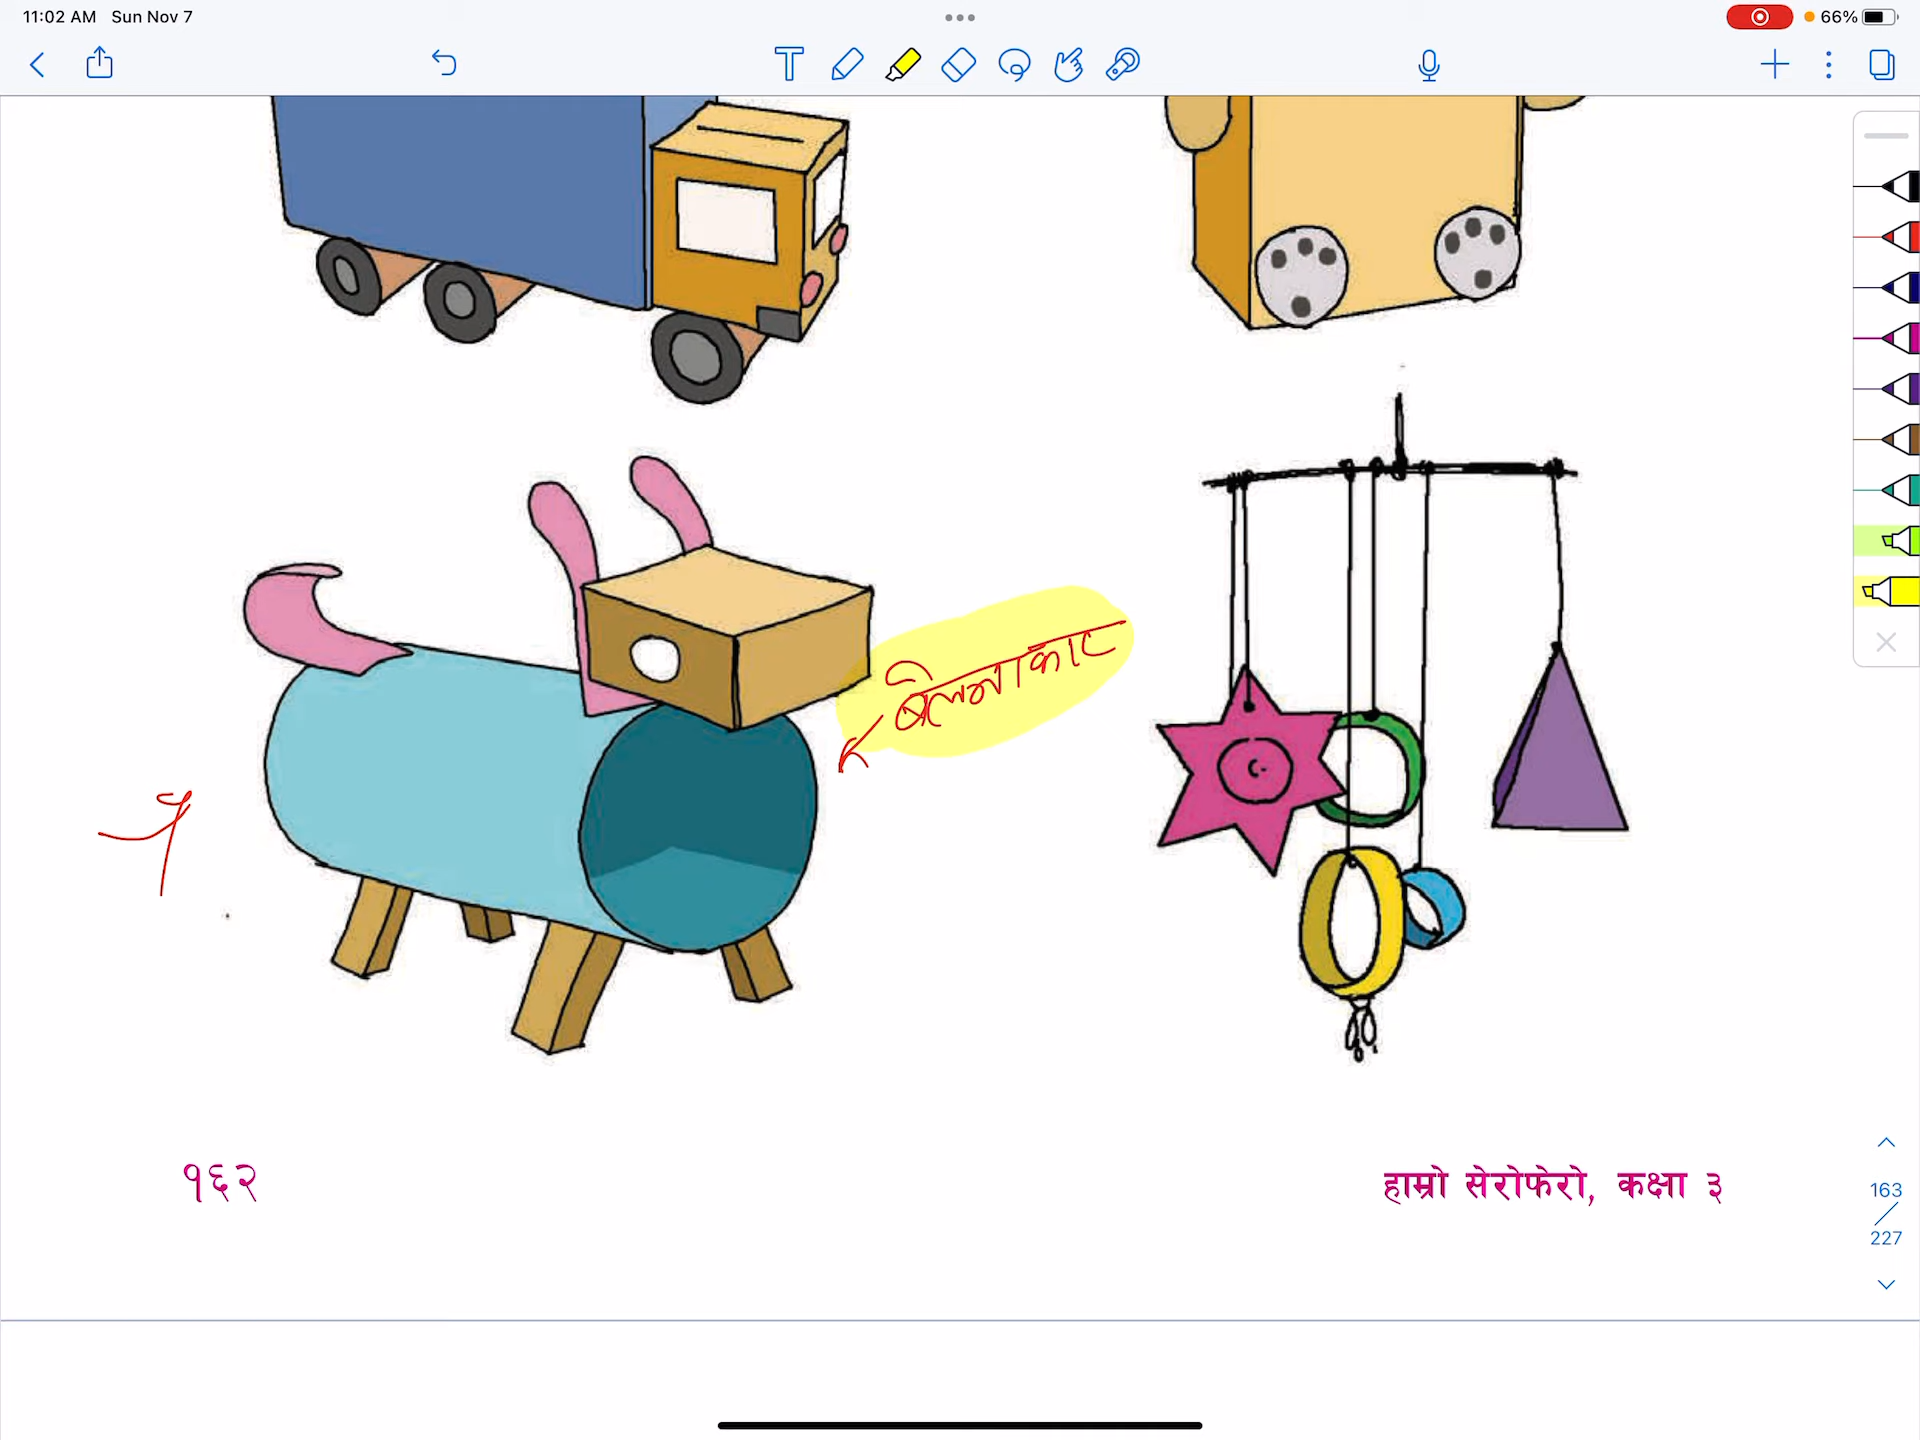 11:02 AM Sun Nov 7
66%
बेलनाकार
१६२
हाम्रो सेरोफेरो, कक्षा ३
163
227